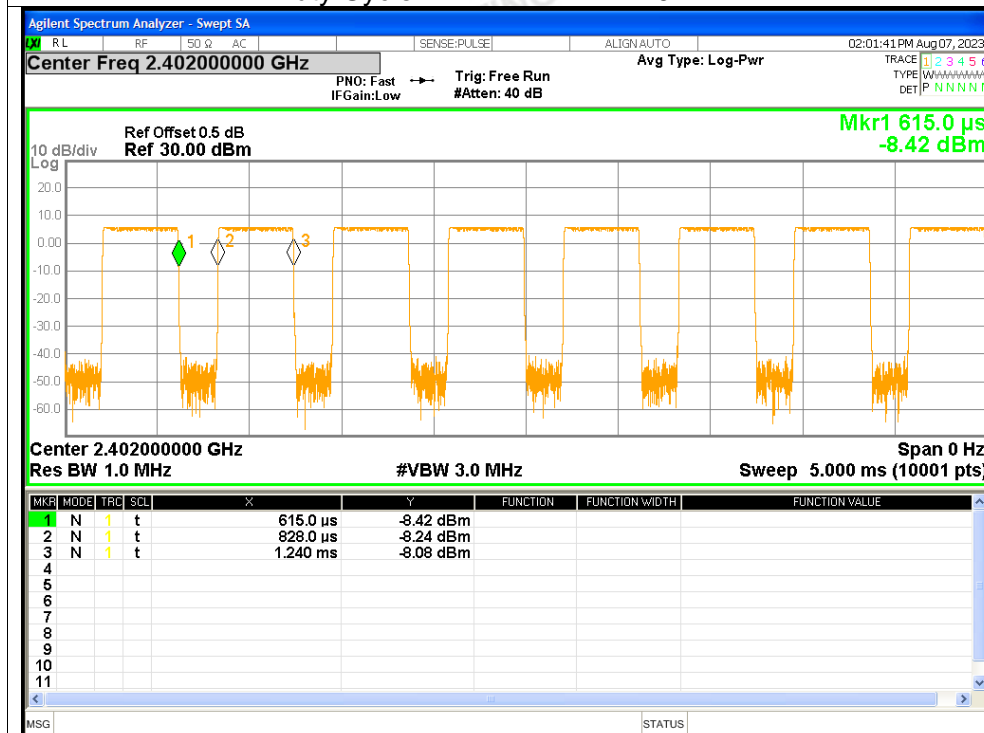 Agilent Spectrum Analyzer - Swept SA
LXI RL RF 50 Ω AC SENSE:PULSE ALIGN AUTO 02:01:41 PM Aug 07, 2023
Center Freq 2.402000000 GHz Avg Type: Log-Pwr TRACE 1 2 3 4 5 6
PNO: Fast Trig: Free Run TYPE
IFGain:Low #Atten: 40 dB DET P N N N N N
Mkr1 615.0 µs
Ref Offset 0.5 dB -8.42 dBm
10 dB/div Ref 30.00 dBm
Log
20.0
10.0
1 2 3
0.00
-10.0
-20.0
-30.0
-40.0
-50.0
-60.0
Center 2.402000000 GHz Span 0 Hz
Res BW 1.0 MHz #VBW 3.0 MHz Sweep 5.000 ms (10001 pts)
MKR MODE TRC SCL X Y FUNCTION FUNCTION WIDTH FUNCTION VALUE
1 N 1 t 615.0 µs -8.42 dBm
2 N 1 t 828.0 µs -8.24 dBm
3 N 1 t 1.240 ms -8.08 dBm
4
5
6
7
8
9
10
11
MSG STATUS